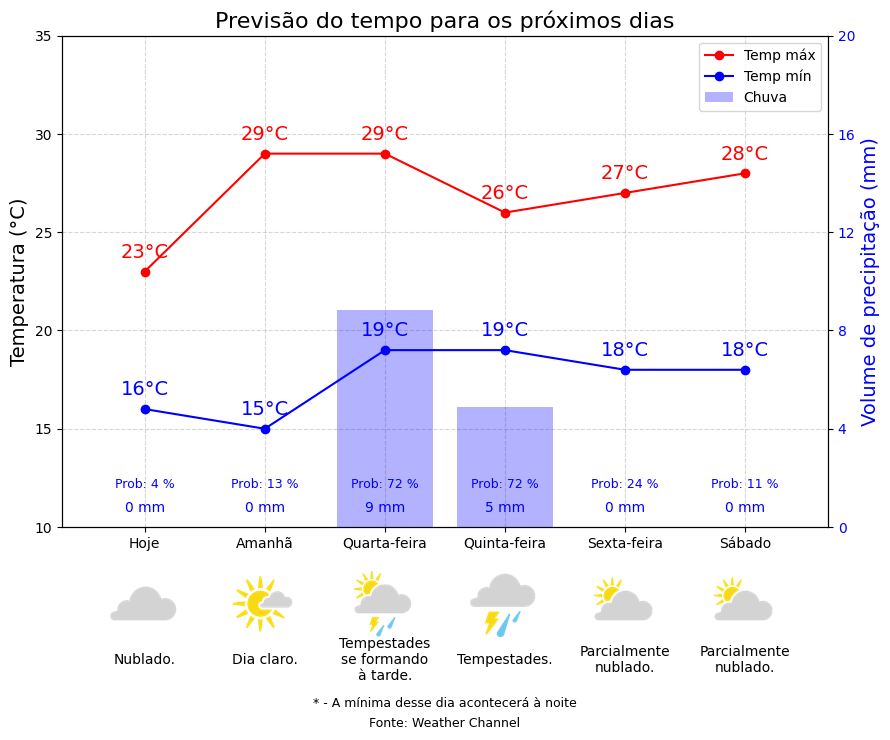 Previsão do tempo para os próximos dias
Temperatura (°C)
Volume de precipitação (mm)
35
30
25
20
15
10
20
16
12
8
4
0
Temp máx
Temp mín
Chuva
23°C
29°C
29°C
26°C
27°C
28°C
16°C
15°C
19°C
19°C
18°C
18°C
Prob: 4 %
Prob: 13 %
Prob: 72 %
Prob: 72 %
Prob: 24 %
Prob: 11 %
0 mm
0 mm
9 mm
5 mm
0 mm
0 mm
Hoje
Amanhã
Quarta-feira
Quinta-feira
Sexta-feira
Sábado
Nublado.
Dia claro.
Tempestades
se formando
à tarde.
Tempestades.
Parcialmente
nublado.
Parcialmente
nublado.
* - A mínima desse dia acontecerá à noite
Fonte: Weather Channel